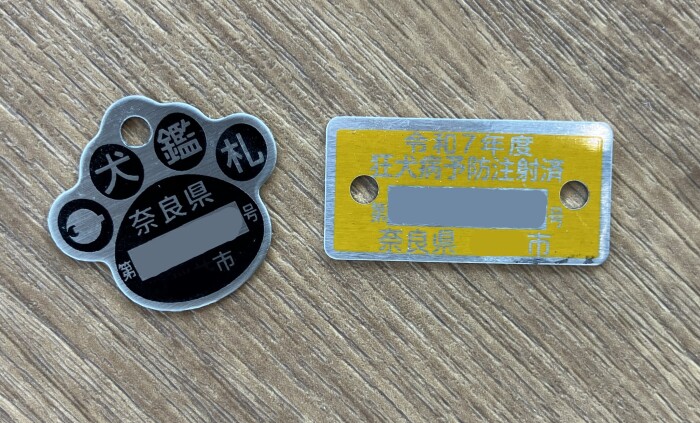 犬鑑札
奈良県
第 号
市
令和7年度
狂犬病予防注射済
第 号
奈良県 市